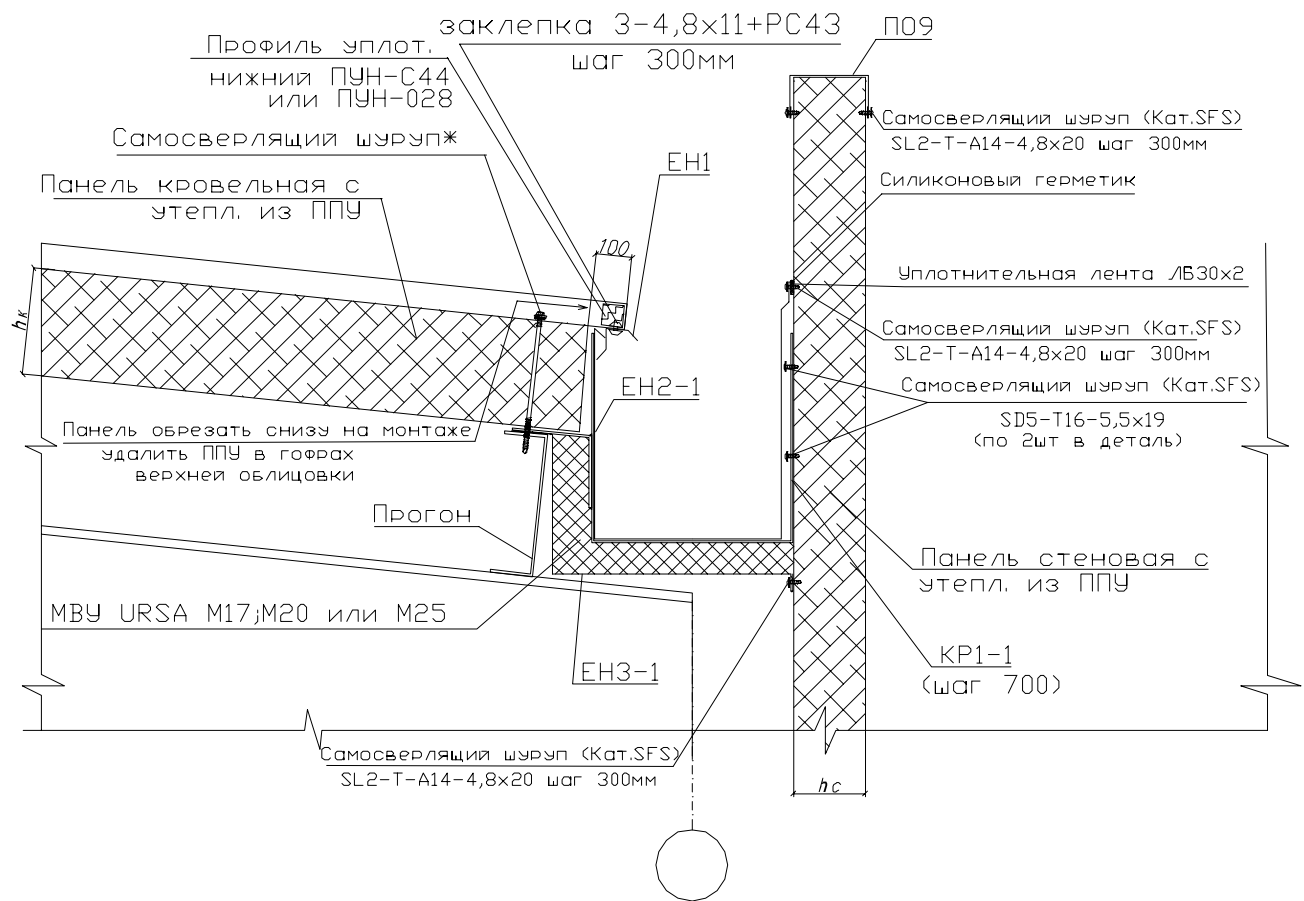 заклепка 3-4,8x11+РС43
шаг 300мм
ПО9
Профиль уплот.
нижний ПУН-С44
или ПУН-028
Самосверлящий шуруп*
Панель кровельная с
утепл. из ППУ
ЕН1
Самосверлящий шуруп (Кат.SFS)
SL2-T-A14-4,8x20 шаг 300мм
Силиконовый герметик
100
Уплотнительная лента ЛБ30x2
hк
Самосверлящий шуруп (Кат.SFS)
SL2-T-A14-4,8x20 шаг 300мм
ЕН2-1
Самосверлящий шуруп (Кат.SFS)
SD5-T16-5,5x19
(по 2шт в деталь)
Панель обрезать снизу на монтаже
удалить ППУ в гофрах
верхней облицовки
Прогон
Панель стеновая с
утепл. из ППУ
МВУ URSA М17;М20 или М25
ЕН3-1
КР1-1
(шаг 700)
Самосверлящий шуруп (Кат.SFS)
SL2-T-A14-4,8x20 шаг 300мм
hс